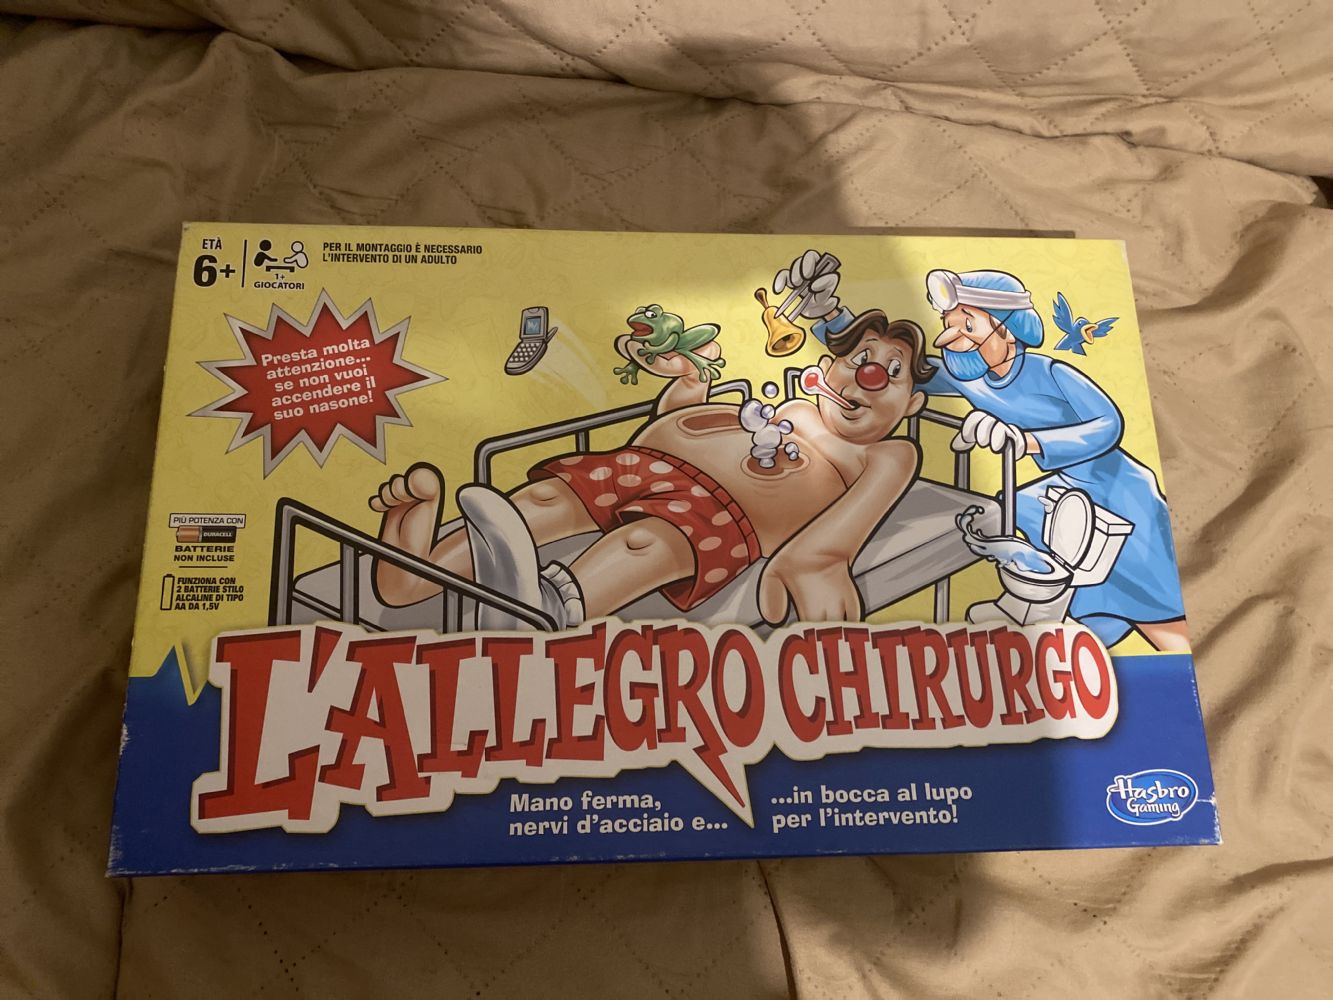 ETÀ
6+
1+
GIOCATORI
PER IL MONTAGGIO È NECESSARIO
L'INTERVENTO DI UN ADULTO
Presta molta
attenzione...
se non vuoi
accendere il
suo nasone!
PIÙ POTENZA CON
DURACELL
BATTERIE
NON INCLUSE
FUNZIONA CON
2 BATTERIE STILO
ALCALINE DI TIPO
AA DA 1,5V
L'ALLEGRO CHIRURGO
Mano ferma,
nervi d'acciaio e...
...in bocca al lupo
per l'intervento!
Hasbro
Gaming